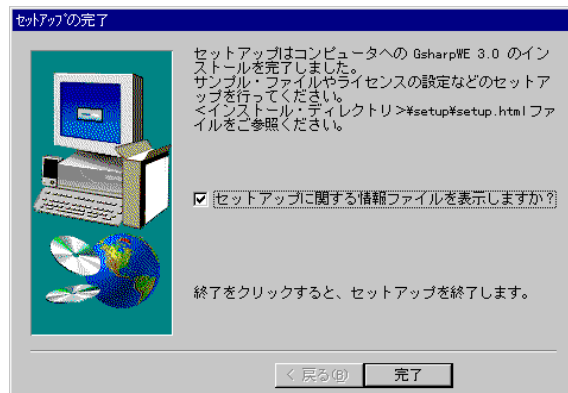 ｾｯﾄｱｯﾌﾟの完了
セットアップはコンピュータへの GsharpWE 3.0 のイン
ストールを完了しました。
サンプル・ファイルやライセンスの設定などのセットア
ップを行ってください。
<インストール・ディレクトリ>¥setup¥setup.htmlファ
イルをご参照ください。
セットアップに関する情報ファイルを表示しますか？
終了をクリックすると、セットアップを終了します。
< 戻る(B)
完了